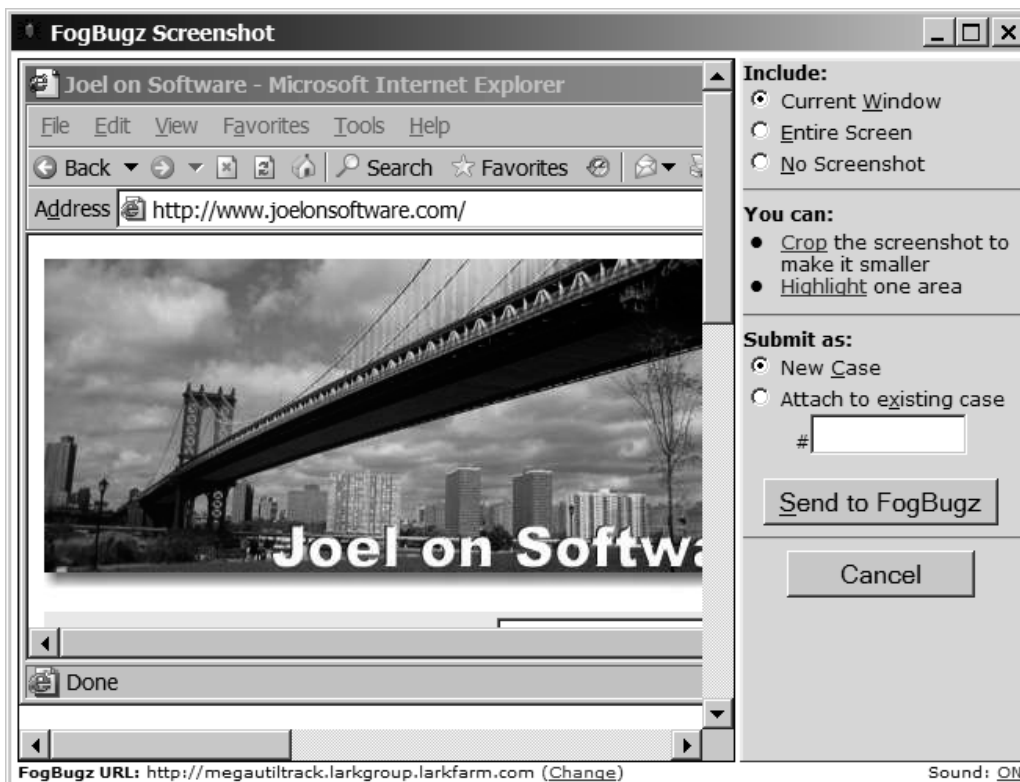 FogBugz Screenshot
Joel on Software - Microsoft Internet Explorer
File Edit View Favorites Tools Help
Back Search Favorites
Address http://www.joelonsoftware.com/
Joel on Softwa
Done
FogBugz URL: http://megautiltrack.larkgroup.larkfarm.com (Change)
Include:
Current Window
Entire Screen
No Screenshot
You can:
• Crop the screenshot to
make it smaller
• Highlight one area
Submit as:
New Case
Attach to existing case
#
Send to FogBugz
Cancel
Sound: ON